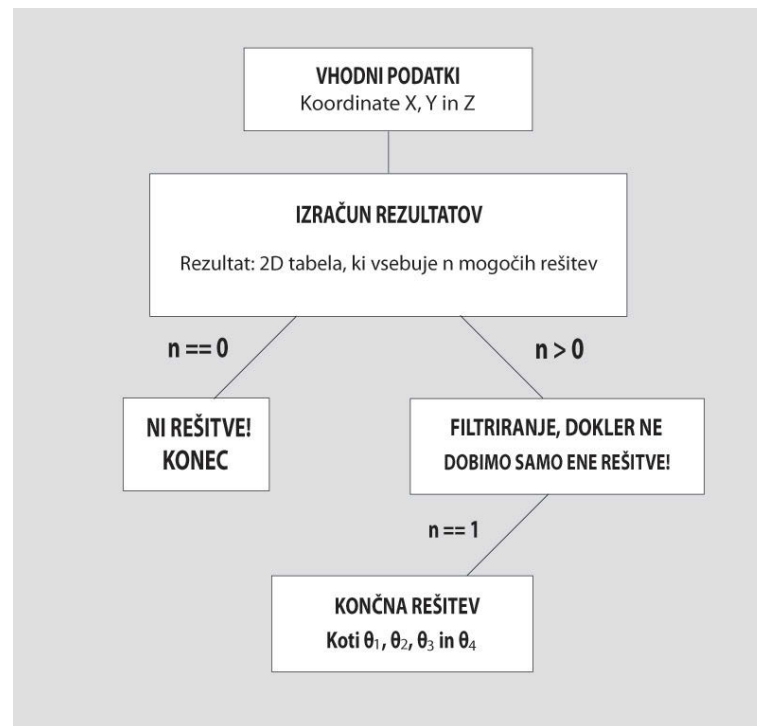 VHODNI PODATKI
Koordinate X, Y in Z
IZRAČUN REZULTATOV
Rezultat: 2D tabela, ki vsebuje n mogočih rešitev
n == 0
n > 0
NI REŠITVE!
KONEC
FILTRIRANJE, DOKLER NE
DOBIMO SAMO ENE REŠITVE!
n == 1
KONČNA REŠITEV
Koti θ₁, θ₂, θ₃ in θ₄